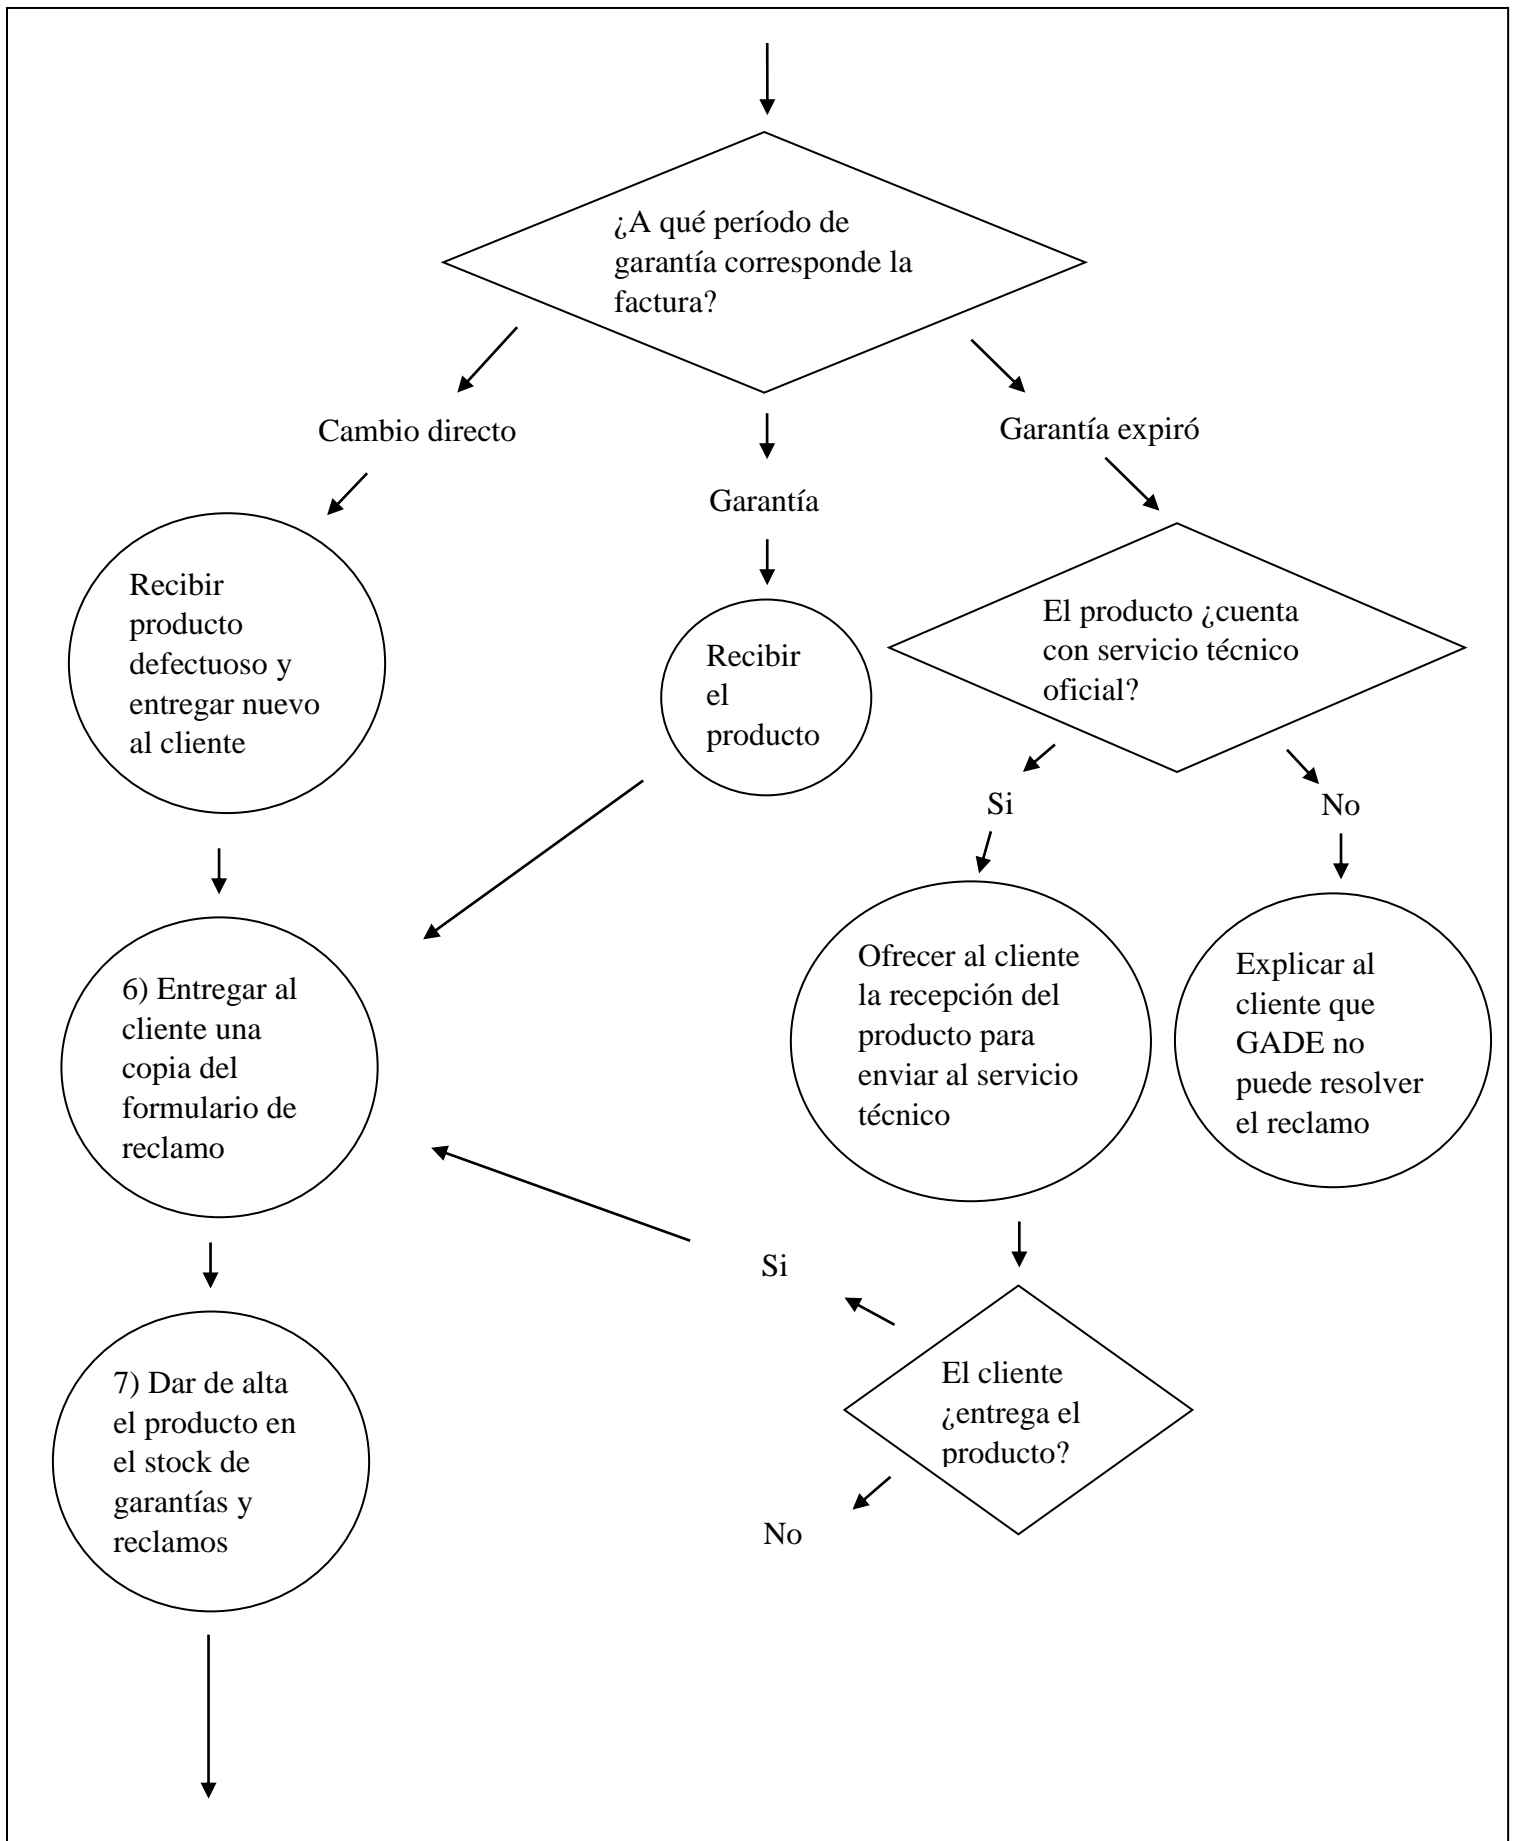 ¿A qué período de
garantía corresponde la
factura?
Cambio directo
Garantía
Garantía expiró
Recibir
producto
defectuoso y
entregar nuevo
al cliente
Recibir
el
producto
El producto ¿cuenta
con servicio técnico
oficial?
Si
No
6) Entregar al
cliente una
copia del
formulario de
reclamo
Ofrecer al cliente
la recepción del
producto para
enviar al servicio
técnico
Explicar al
cliente que
GADE no
puede resolver
el reclamo
Si
El cliente
¿entrega el
producto?
No
7) Dar de alta
el producto en
el stock de
garantías y
reclamos